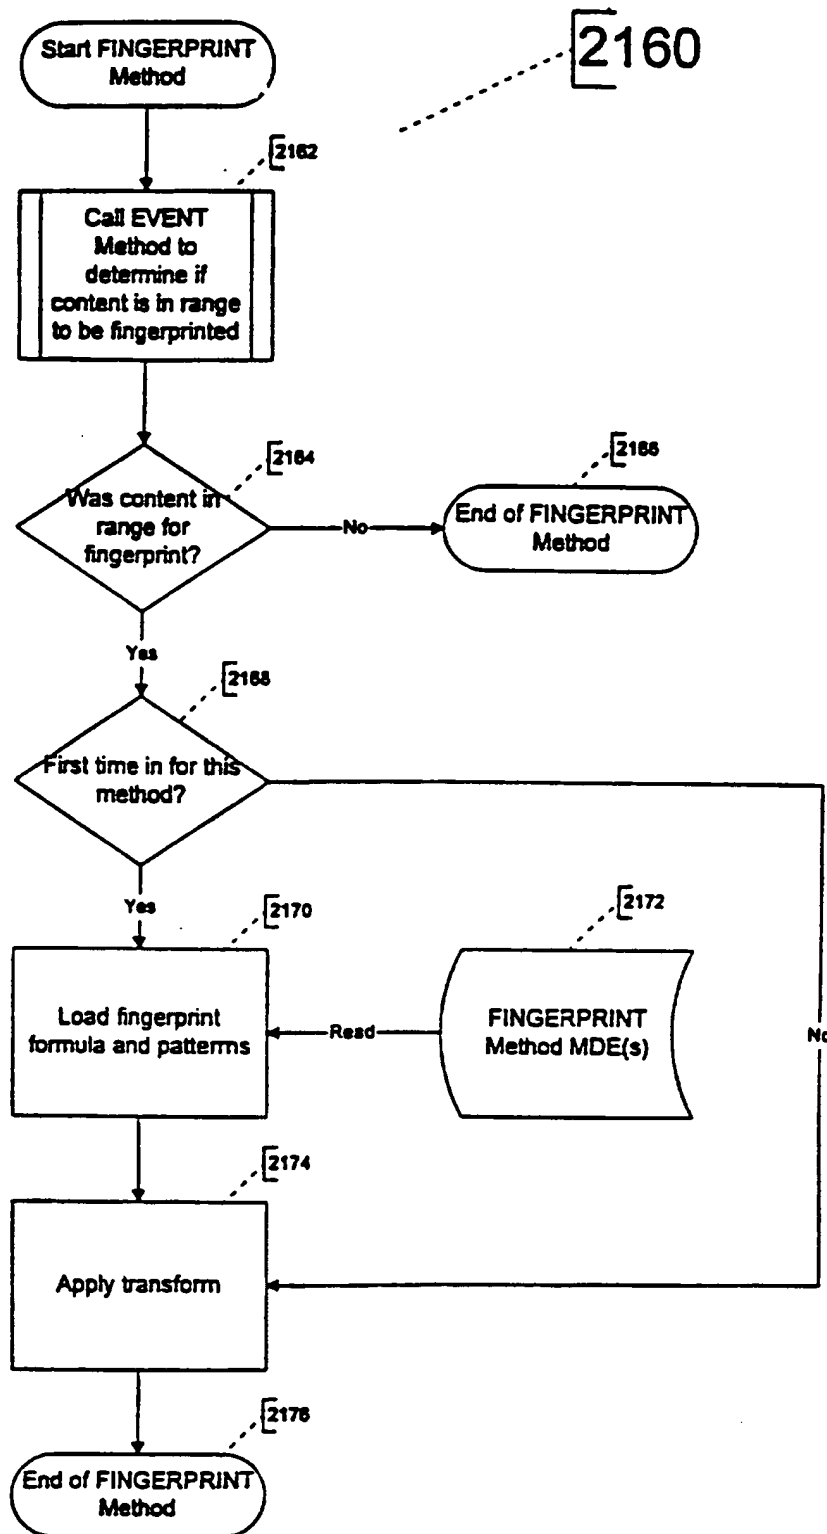 2160
Start FINGERPRINT
Method
2162
Call EVENT
Method to
determine if
content is in range
to be fingerprinted
2164
Was content in
range for
fingerprint?
No
2166
End of FINGERPRINT
Method
Yes
2168
First time in for this
method?
Yes
2170
Load fingerprint
formula and patterms
Read
2172
FINGERPRINT
Method MDE(s)
No
2174
Apply transform
2176
End of FINGERPRINT
Method